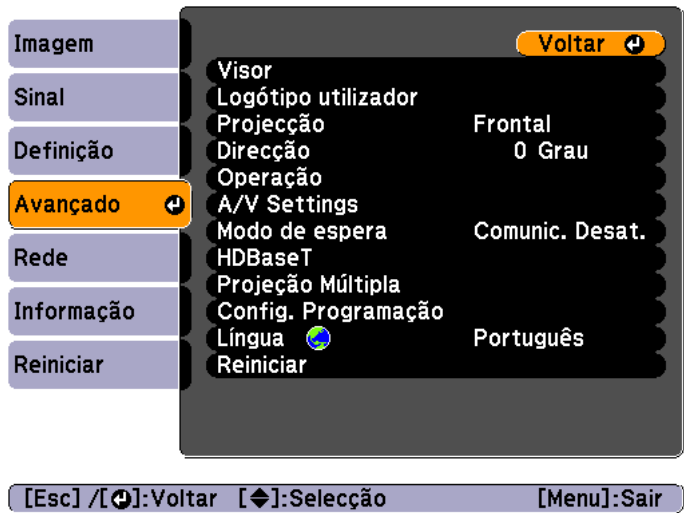 Imagem
Sinal
Definição
Avançado
Rede
Informação
Reiniciar
Voltar
Visor
Logótipo utilizador
Projecção Frontal
Direcção 0 Grau
Operação
A/V Settings
Modo de espera Comunic. Desat.
HDBaseT
Projeção Múltipla
Config. Programação
Língua Português
Reiniciar
[Esc] /[⏎]:Voltar [◆]:Selecção [Menu]:Sair